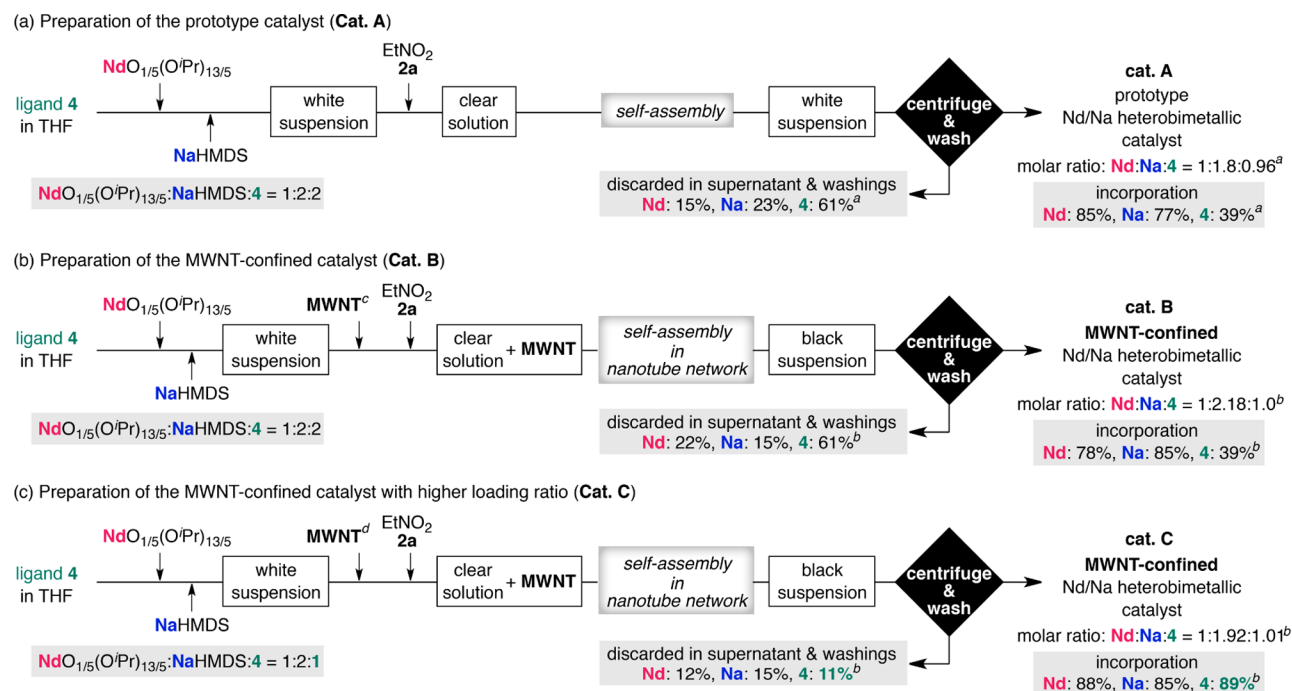 (a) Preparation of the prototype catalyst (Cat. A)
NdO1/5(OiPr)13/5
EtNO2
2a
ligand 4
in THF
white
suspension
clear
solution
self-assembly
white
suspension
centrifuge
&
wash
NaHMDS
NdO1/5(OiPr)13/5:NaHMDS:4 = 1:2:2
discarded in supernatant & washings
Nd: 15%, Na: 23%, 4: 61%a
cat. A
prototype
Nd/Na heterobimetallic
catalyst
molar ratio: Nd:Na:4 = 1:1.8:0.96a
incorporation
Nd: 85%, Na: 77%, 4: 39%a
(b) Preparation of the MWNT-confined catalyst (Cat. B)
NdO1/5(OiPr)13/5
MWNTc
EtNO2
2a
ligand 4
in THF
white
suspension
clear
solution + MWNT
self-assembly
in
nanotube network
black
suspension
centrifuge
&
wash
NaHMDS
NdO1/5(OiPr)13/5:NaHMDS:4 = 1:2:2
discarded in supernatant & washings
Nd: 22%, Na: 15%, 4: 61%b
cat. B
MWNT-confined
Nd/Na heterobimetallic
catalyst
molar ratio: Nd:Na:4 = 1:2.18:1.0b
incorporation
Nd: 78%, Na: 85%, 4: 39%b
(c) Preparation of the MWNT-confined catalyst with higher loading ratio (Cat. C)
NdO1/5(OiPr)13/5
MWNTd
EtNO2
2a
ligand 4
in THF
white
suspension
clear
solution + MWNT
self-assembly
in
nanotube network
black
suspension
centrifuge
&
wash
NaHMDS
NdO1/5(OiPr)13/5:NaHMDS:4 = 1:2:1
discarded in supernatant & washings
Nd: 12%, Na: 15%, 4: 11%b
cat. C
MWNT-confined
Nd/Na heterobimetallic
catalyst
molar ratio: Nd:Na:4 = 1:1.92:1.01b
incorporation
Nd: 88%, Na: 85%, 4: 89%b